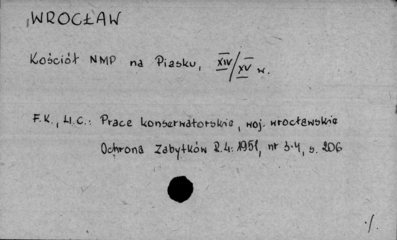 WROCŁAW
Kościół NMP na Piasku, XIV/XV w.
F.K., H.C.: Prace konserwatorskie, woj. wrocławskie
Ochrona Zabytków R.4: 1951, nr 3-4, s. 206
./.